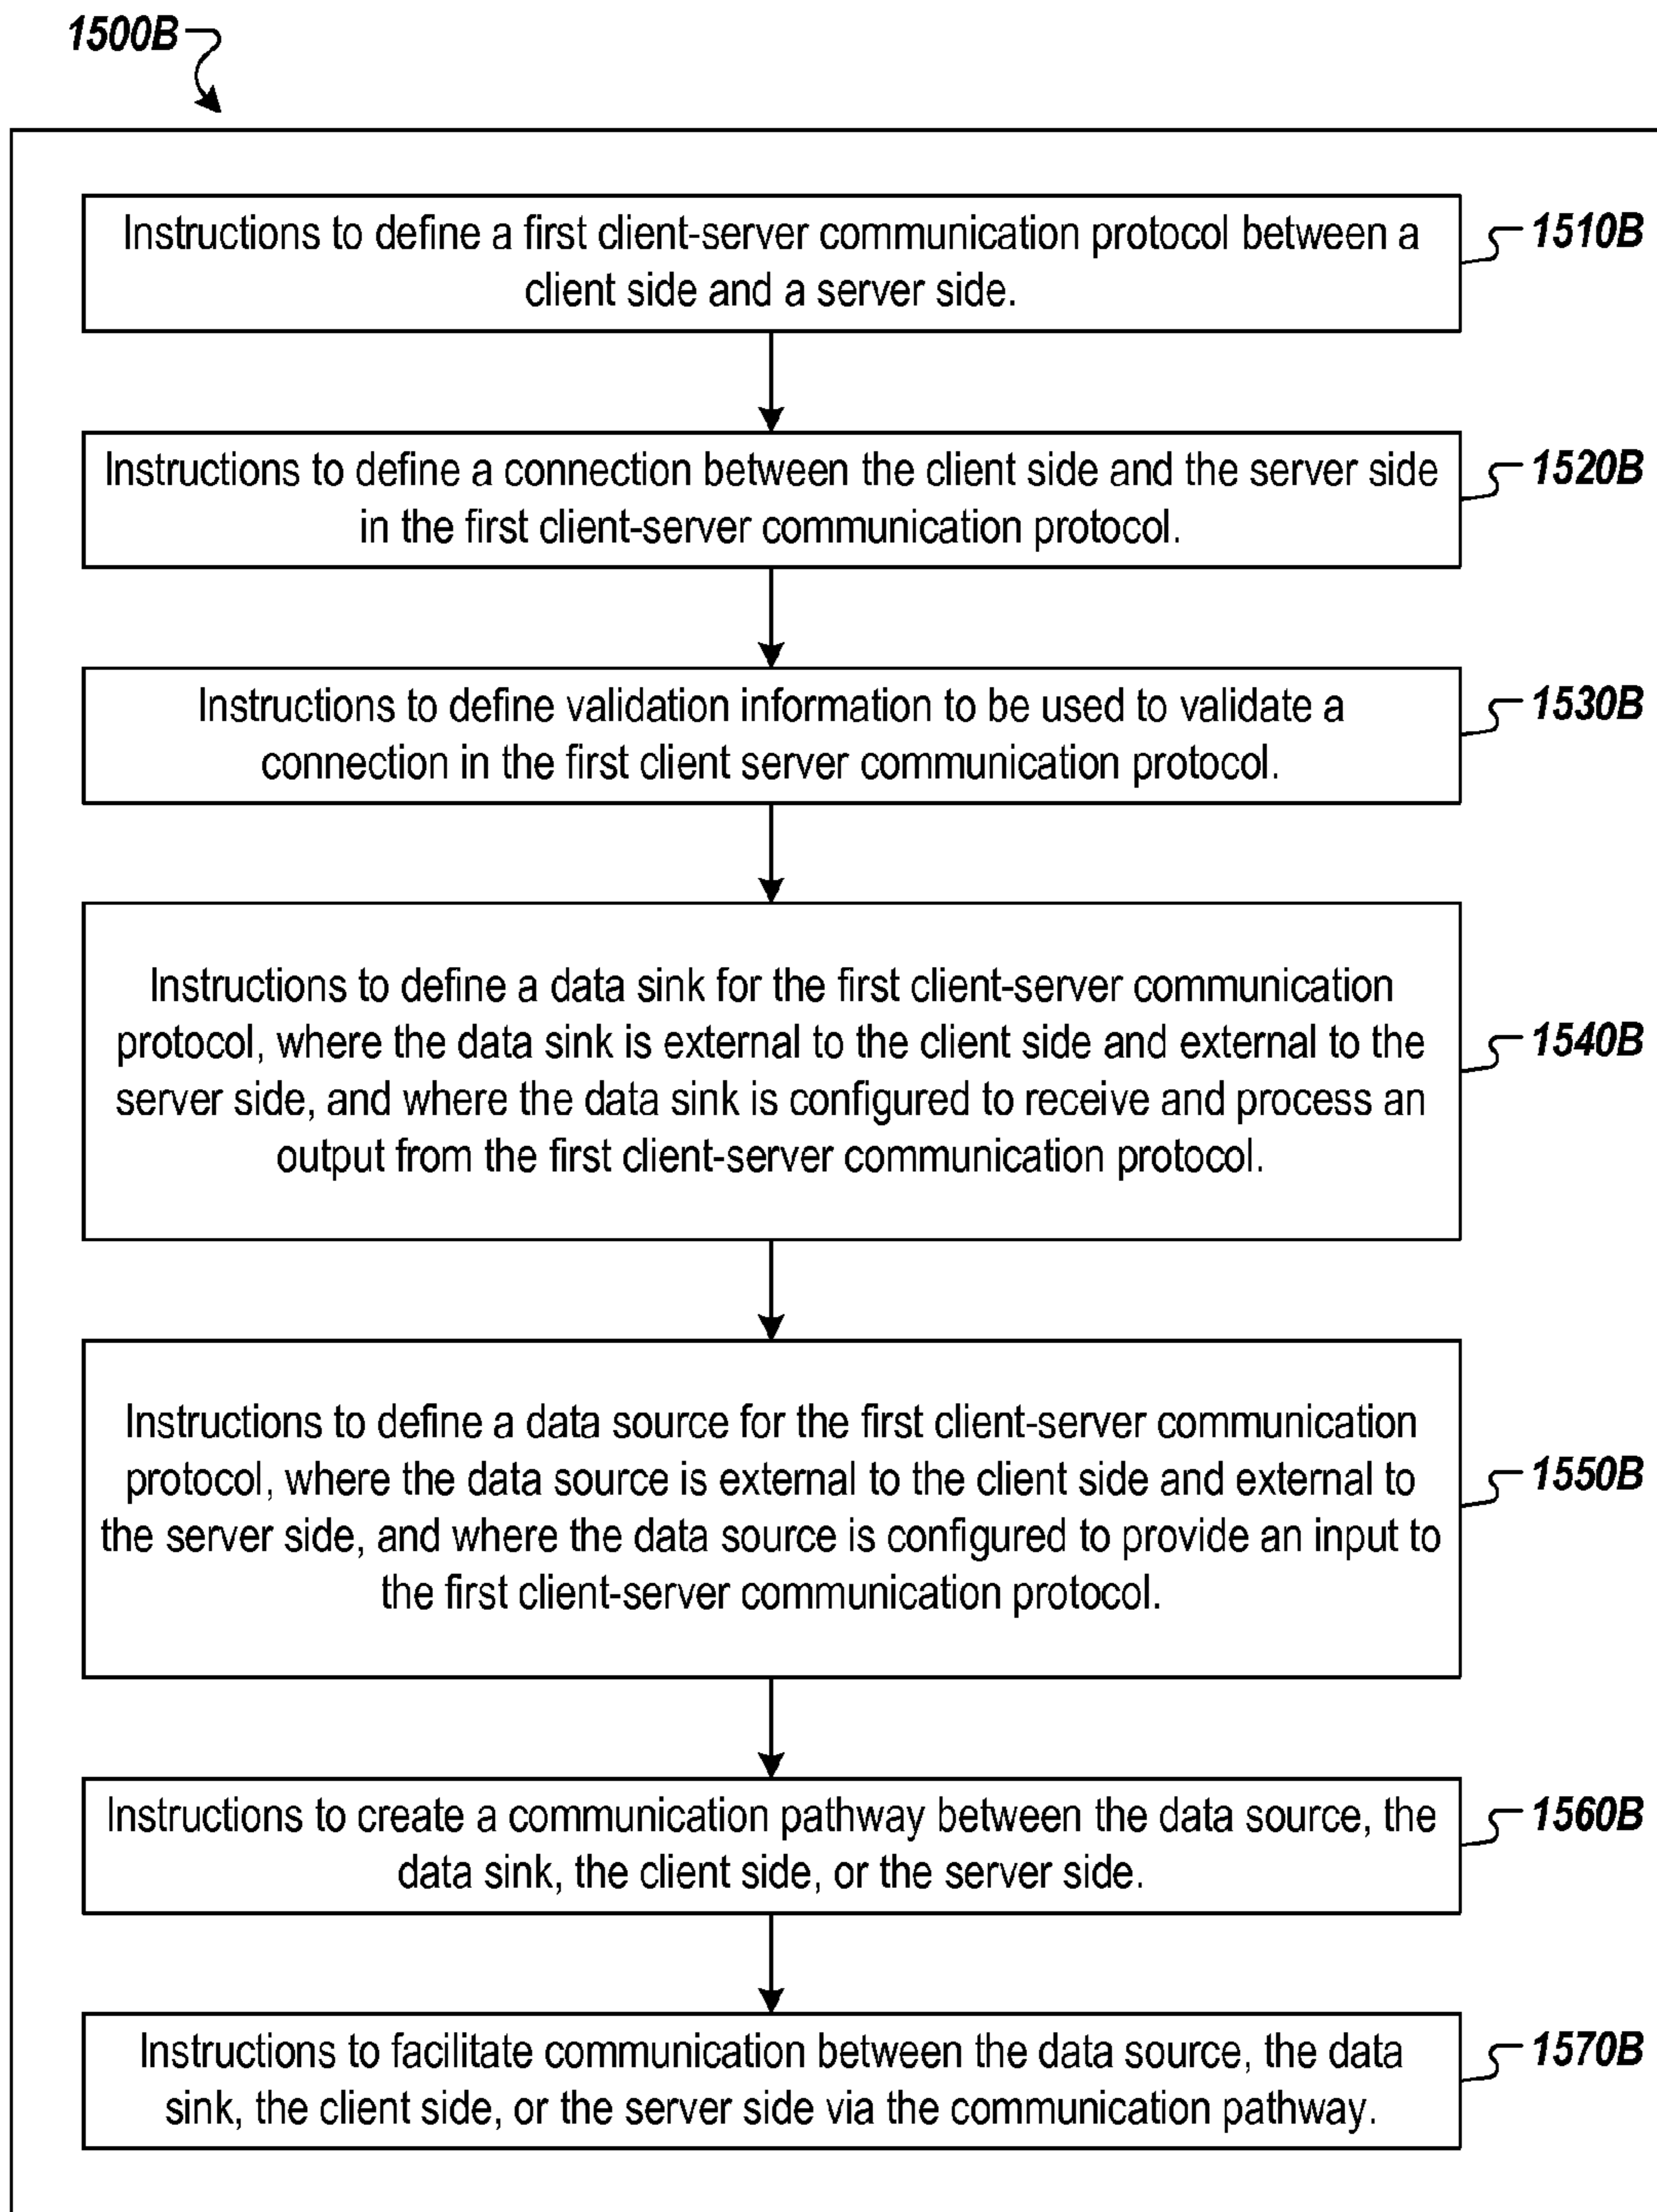 1500B
Instructions to define a first client-server communication protocol between a
client side and a server side.
1510B
Instructions to define a connection between the client side and the server side
in the first client-server communication protocol.
1520B
Instructions to define validation information to be used to validate a
connection in the first client server communication protocol.
1530B
Instructions to define a data sink for the first client-server communication
protocol, where the data sink is external to the client side and external to the
server side, and where the data sink is configured to receive and process an
output from the first client-server communication protocol.
1540B
Instructions to define a data source for the first client-server communication
protocol, where the data source is external to the client side and external to
the server side, and where the data source is configured to provide an input to
the first client-server communication protocol.
1550B
Instructions to create a communication pathway between the data source, the
data sink, the client side, or the server side.
1560B
Instructions to facilitate communication between the data source, the data
sink, the client side, or the server side via the communication pathway.
1570B